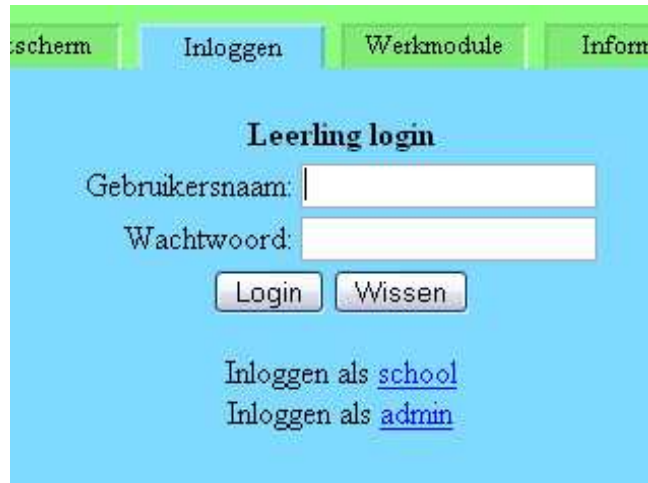 Inloggen Werkmodule
Leerling login
Gebruikersnaam:
Wachtwoord:
Login Wissen
Inloggen als school
Inloggen als admin